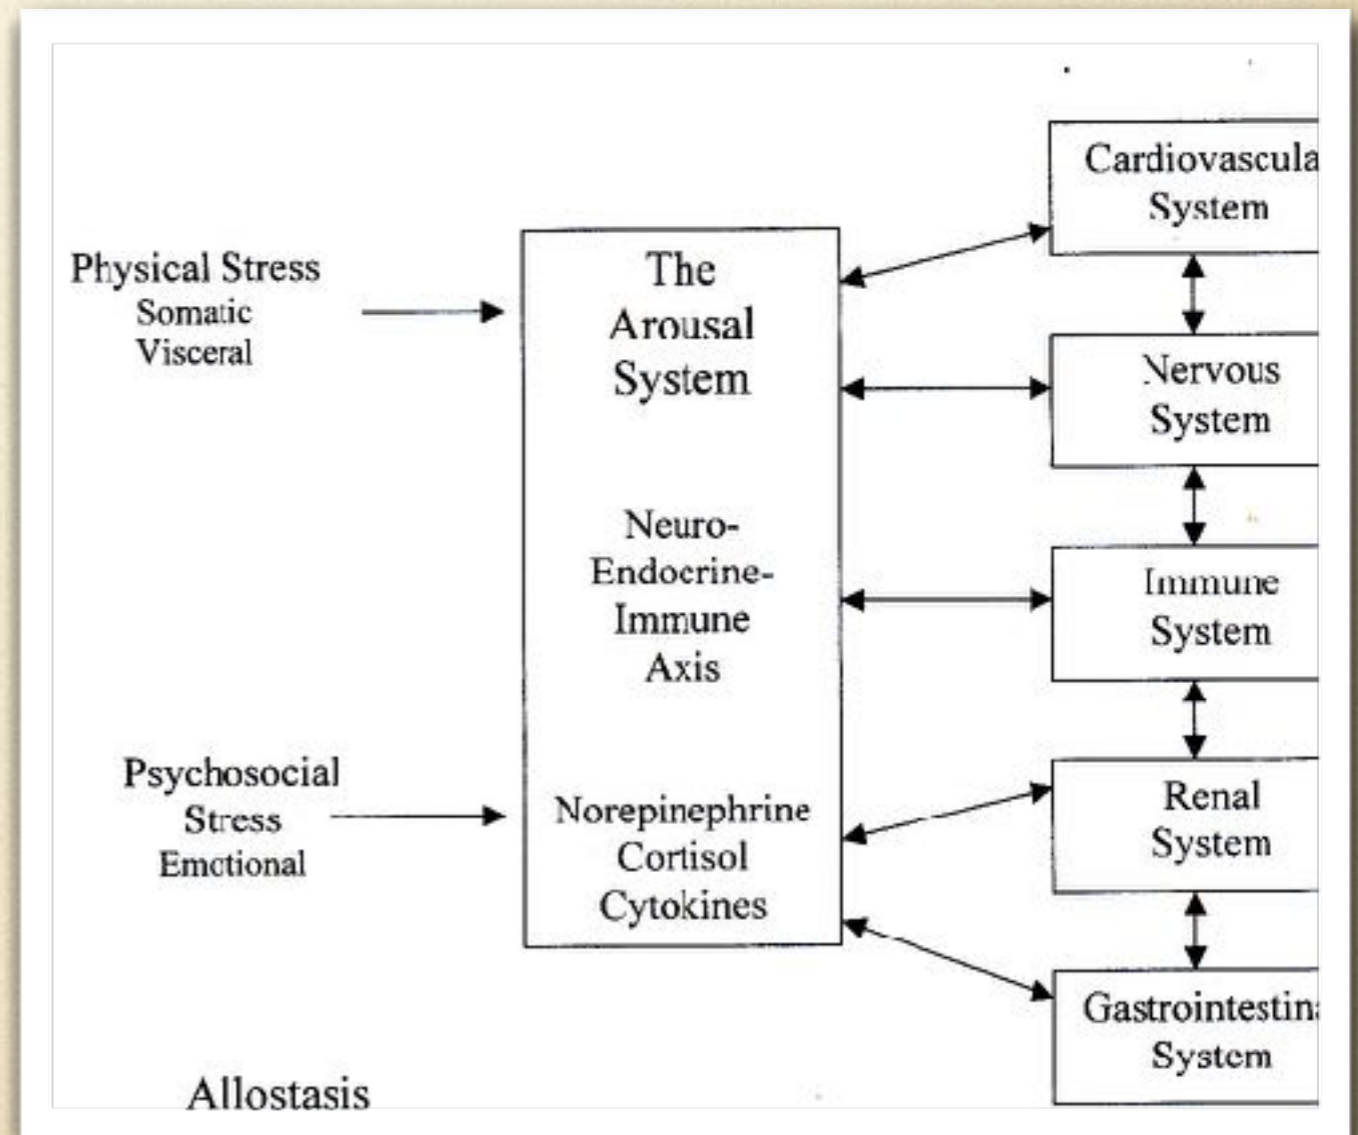 Physical Stress
Somatic
Visceral
Psychosocial
Stress
Emotional
Allostasis
The
Arousal
System
Neuro-
Endocrine-
Immune
Axis
Norepinephrine
Cortisol
Cytokines
Cardiovascula
System
Nervous
System
Immune
System
Renal
System
Gastrointestina
System